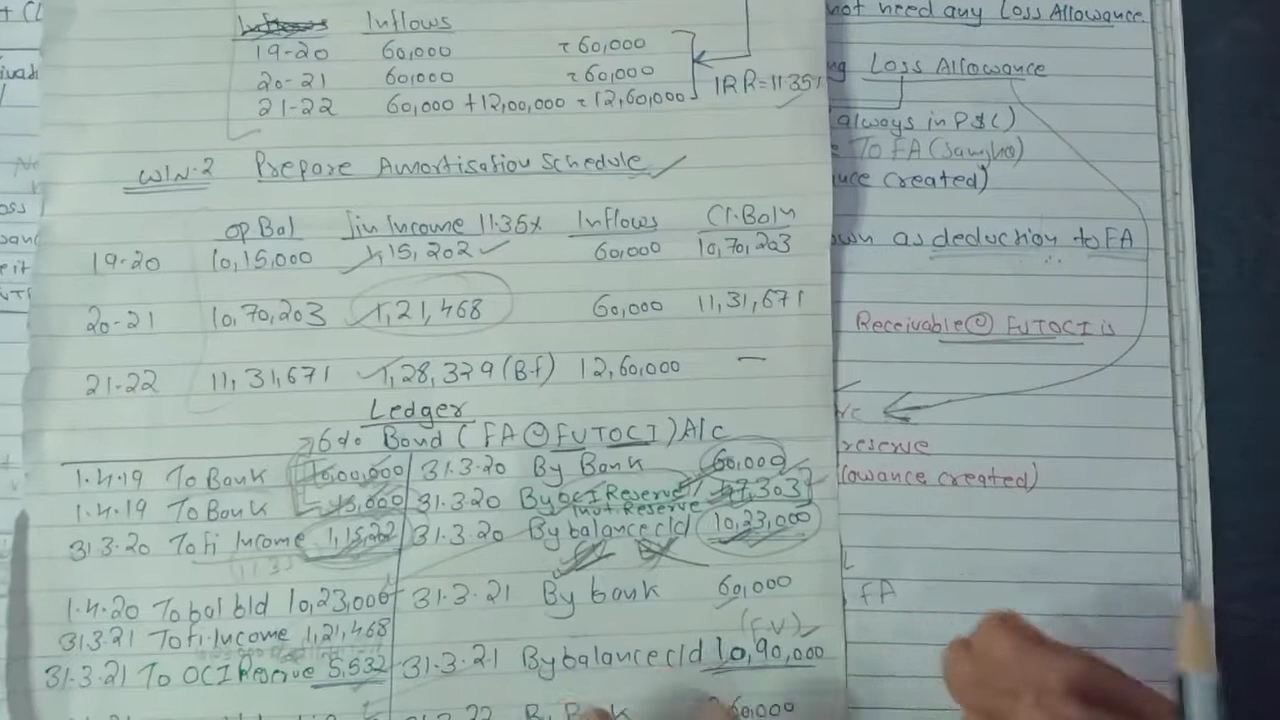 Inflows
19-20 60,000 = 60,000
20-21 60,000 = 60,000
21-22 60,000 + 12,00,000 = 12,60,000
IRR = 11.35%
W/N-2 Prepare Amortisation Schedule
op Bal Fin Income 11.35% Inflows Cl. Baln
19-20 10,15,000 1,15,202 60,000 10,70,203
20-21 10,70,203 1,21,468 60,000 11,31,671
21-22 11,31,671 1,28,329 (B.f) 12,60,000 —
Ledger
6% Bond (FA @ FVTOCI) A/c
1.4.19 To Bank 10,00,000 31.3.20 By Bank 60,000
1.4.19 To Bank 15,000 31.3.20 By OCI Reserve / 47,303
not Reserve
31.3.20 To Fi Income 1,15,202 31.3.20 By balance c/d 10,23,000
1.4.20 To bal b/d 10,23,000 31.3.21 By bank 60,000
31.3.21 To Fi. Income 1,21,468
(F.V)
31.3.21 To OCI Reserve 5,532 31.3.21 By balance c/d 10,90,000
60,000
not need any Loss Allowance
Loss Allowance
always in P&L)
To FA (
created)
as deduction to FA
Receivable @ FVTOCI is
reserve
created)
FA